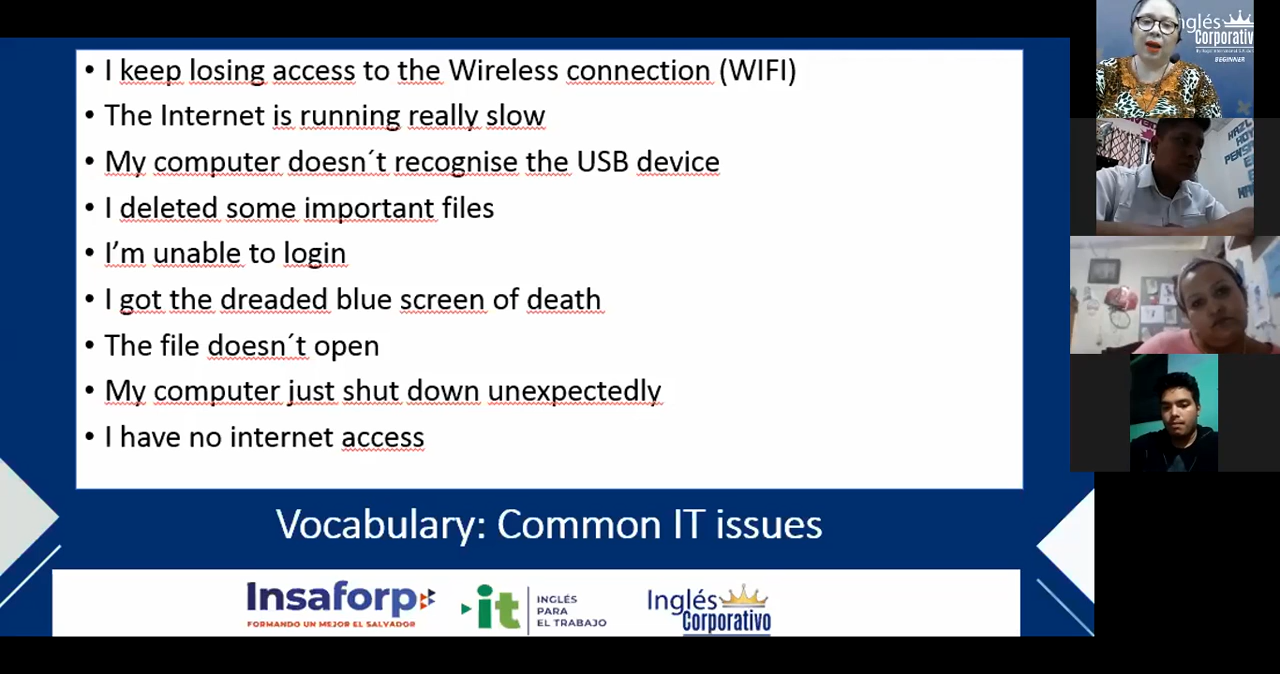 • I keep losing access to the Wireless connection (WIFI)
• The Internet is running really slow
• My computer doesn´t recognise the USB device
• I deleted some important files
• I’m unable to login
• I got the dreaded blue screen of death
• The file doesn´t open
• My computer just shut down unexpectedly
• I have no internet access
Vocabulary: Common IT issues
Insaforp
FORMANDO UN MEJOR EL SALVADOR
it
INGLÉS
PARA
EL TRABAJO
Inglés
Corporativo
nglés
Corporativo
BEGINNER